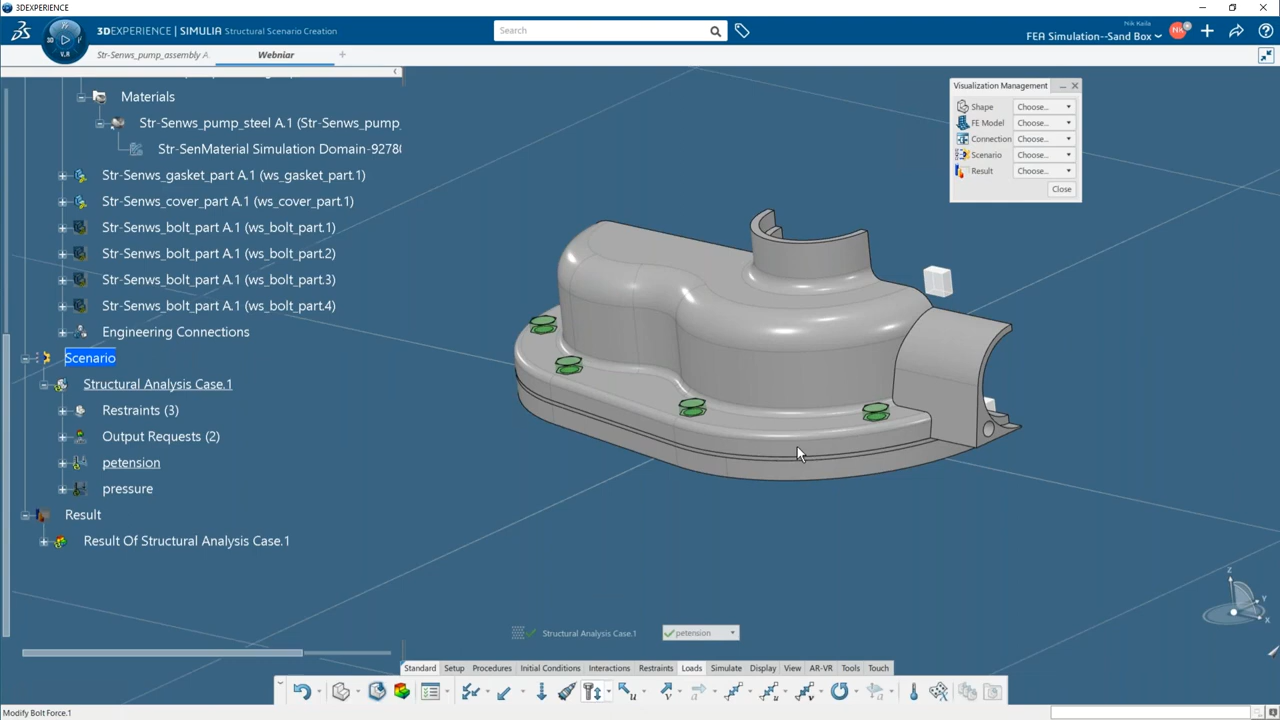 3DEXPERIENCE
3DEXPERIENCE | SIMULIA Structural Scenario Creation
Search
Nik Kaila
FEA Simulation--Sand Box
NK
3D
V,R
Str-Senws_pump_assembly A
Webniar
Materials
Str-Senws_pump_steel A.1 (Str-Senws_pump_
Str-SenMaterial Simulation Domain-92780
Str-Senws_gasket_part A.1 (ws_gasket_part.1)
Str-Senws_cover_part A.1 (ws_cover_part.1)
Str-Senws_bolt_part A.1 (ws_bolt_part.1)
Str-Senws_bolt_part A.1 (ws_bolt_part.2)
Str-Senws_bolt_part A.1 (ws_bolt_part.3)
Str-Senws_bolt_part A.1 (ws_bolt_part.4)
Engineering Connections
Scenario
Structural Analysis Case.1
Restraints (3)
Output Requests (2)
petension
pressure
Result
Result Of Structural Analysis Case.1
Visualization Management
Shape Choose...
FE Model Choose...
Connection Choose...
Scenario Choose...
Result Choose...
Close
Z
Y
X
Structural Analysis Case.1 petension
Standard Setup Procedures Initial Conditions Interactions Restraints Loads Simulate Display View AR-VR Tools Touch
Modify Bolt Force.1